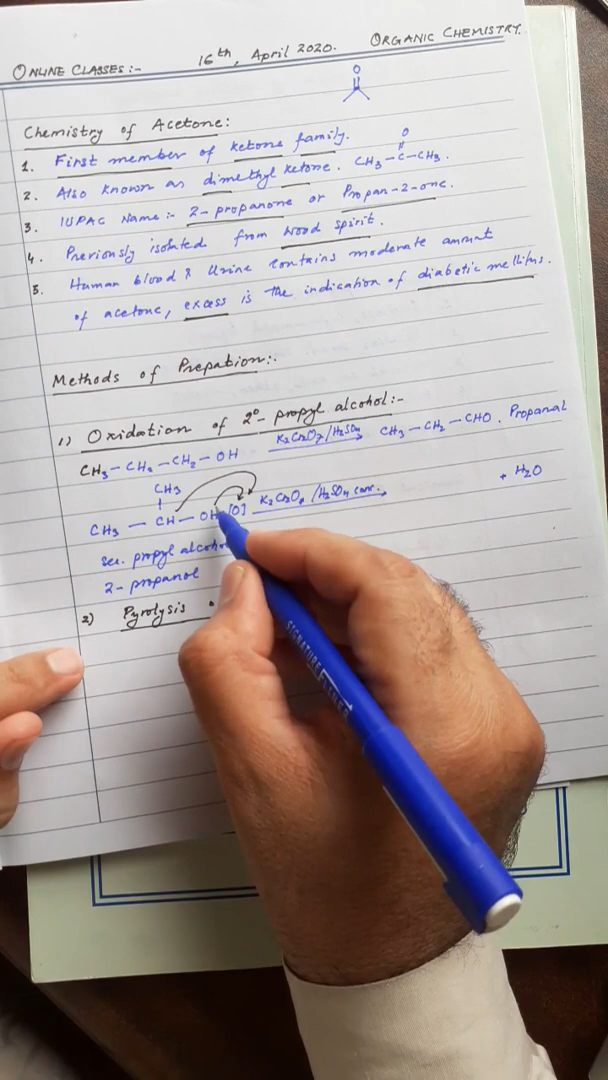 ONLINE CLASSES:- 16th, April 2020. ORGANIC CHEMISTRY.
O
Chemistry of Acetone:
1. First member of ketone family.
O
2. Also known as dimethyl ketone. CH3-C-CH3.
3. IUPAC Name:- 2-propanone or Propan-2-one.
4. Previously isolated from wood spirit.
5. Human blood & Urine contains moderate amount
of acetone, excess is the indication of diabetic mellitus.
Methods of Prepation:.
1) Oxidation of 2°- propyl alcohol:-
CH3-CH2-CH2-OH K2Cr2O7/H2SO4 CH3-CH2-CHO. Propanal
CH3
CH3 - CH - OH [O] K2Cr2O7/H2SO4 conc. + H2O
sec. propyl alcohol
2-propanol
2) Pyrolysis
SIGNATURE